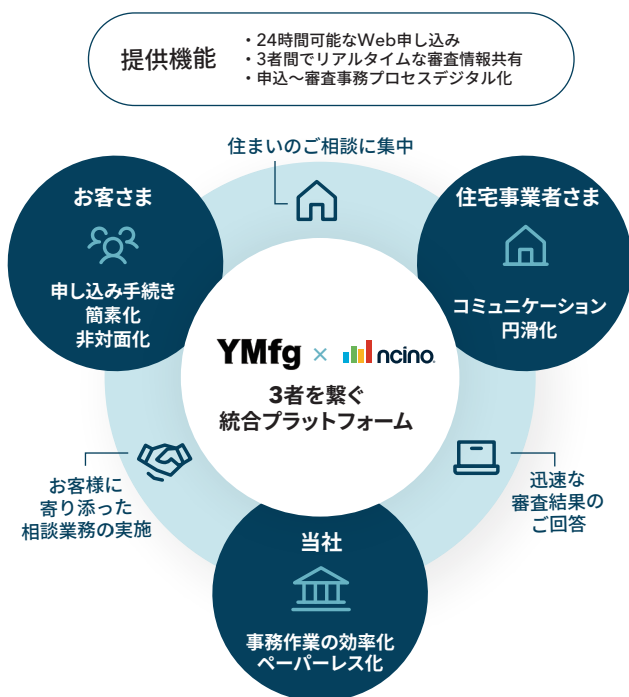 提供機能
・24時間可能なWeb申し込み
・3者間でリアルタイムな審査情報共有
・申込〜審査事務プロセスデジタル化
住まいのご相談に集中
お客さま
申し込み手続き
簡素化
非対面化
住宅事業者さま
コミュニケーション
円滑化
YMfg × ncino.
3者を繋ぐ
統合プラットフォーム
お客様に
寄り添った
相談業務の実施
迅速な
審査結果の
ご回答
当社
事務作業の効率化
ペーパーレス化